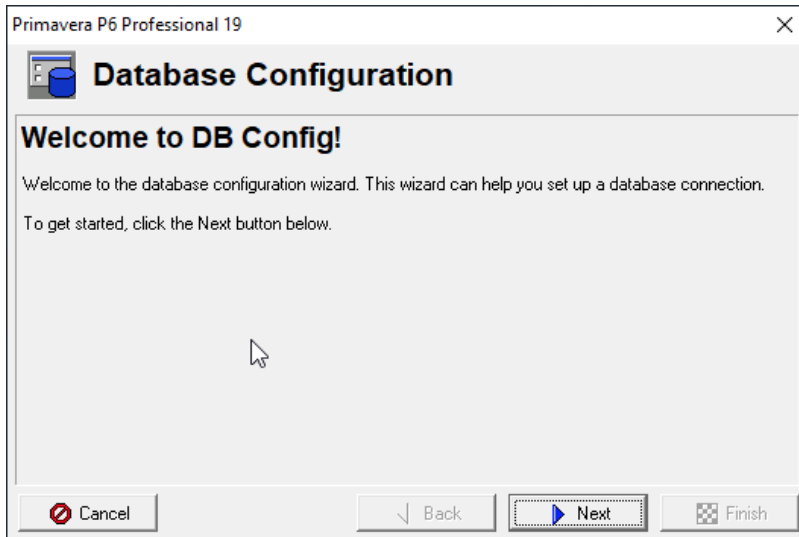 Primavera P6 Professional 19
Database Configuration
Welcome to DB Config!
Welcome to the database configuration wizard. This wizard can help you set up a database connection.
To get started, click the Next button below.
Cancel
Back
Next
Finish